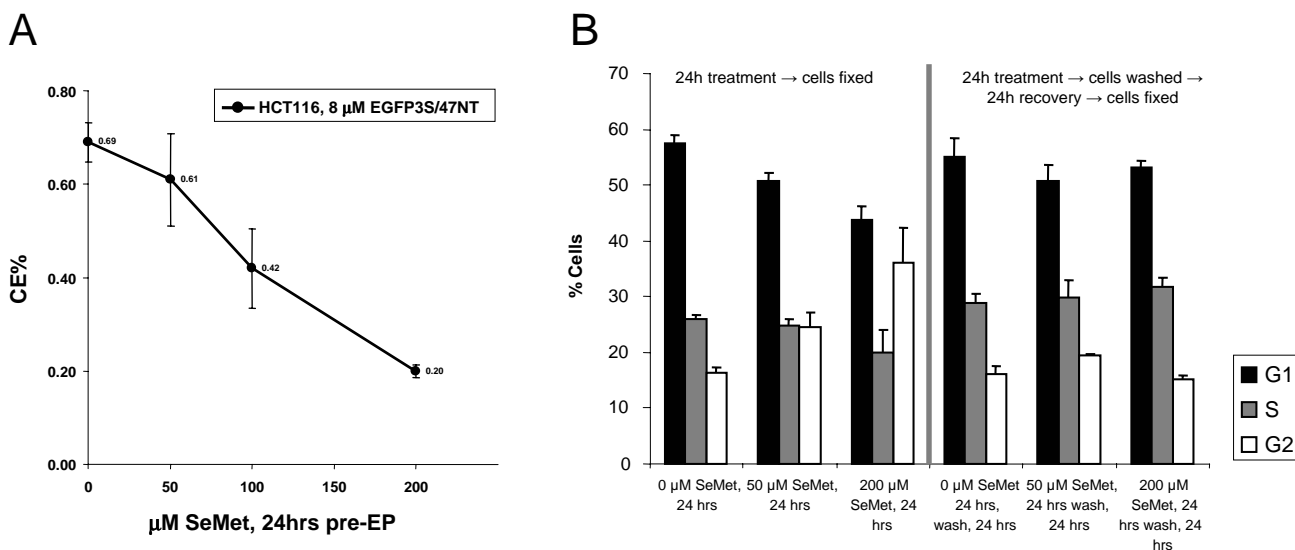 A
0.80
0.60
0.40
0.20
0.00
CE%
HCT116, 8 µM EGFP3S/47NT
0.69
0.61
0.42
0.20
0
50
100
150
200
µM SeMet, 24hrs pre-EP
B
70
60
50
40
30
20
10
0
% Cells
24h treatment → cells fixed
24h treatment → cells washed →
24h recovery → cells fixed
0 µM SeMet,
24 hrs
50 µM SeMet,
24 hrs
200 µM
SeMet, 24
hrs
0 µM SeMet
24 hrs,
wash, 24 hrs
50 µM SeMet,
24 hrs wash,
24 hrs
200 µM
SeMet, 24
hrs wash, 24
hrs
G1
S
G2